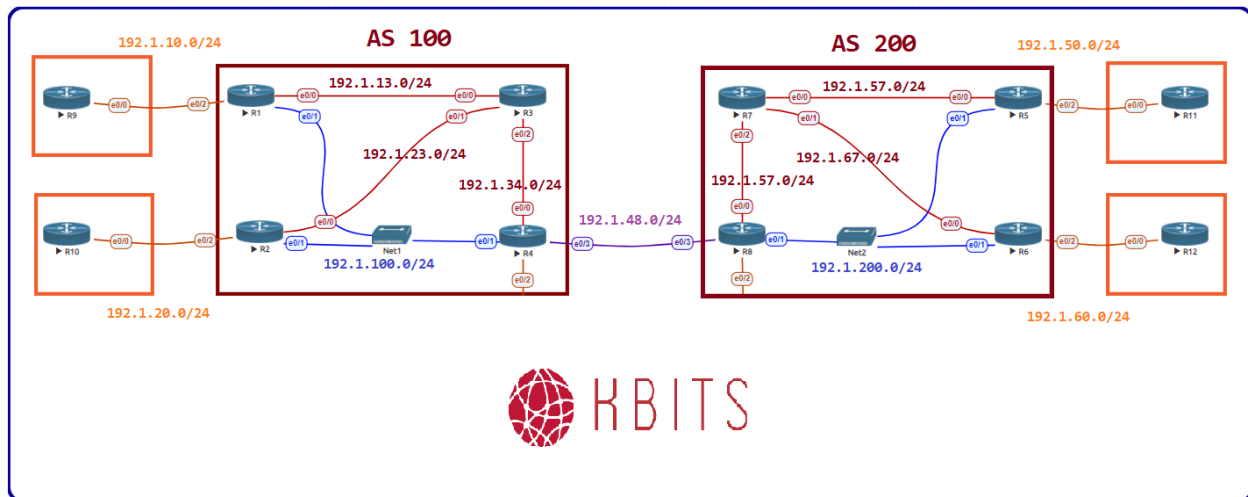 192.1.10.0/24
AS 100
AS 200
192.1.50.0/24
192.1.13.0/24
192.1.57.0/24
e0/0
e0/2
e0/0
e0/0
e0/0
e0/0
e0/2
e0/0
▶ R9
▶ R1
e0/1
e0/1
▶ R3
▶ R7
e0/1
e0/1
▶ R5
▶ R11
e0/2
e0/2
192.1.23.0/24
192.1.67.0/24
192.1.34.0/24
192.1.57.0/24
192.1.48.0/24
e0/0
e0/0
e0/0
e0/0
e0/0
e0/2
e0/1
e0/1
e0/3
e0/3
e0/1
e0/1
e0/2
e0/0
▶ R10
▶ R2
Net1
▶ R4
▶ R8
Net2
▶ R6
▶ R12
192.1.100.0/24
192.1.200.0/24
e0/2
e0/2
192.1.20.0/24
192.1.60.0/24
KBITS